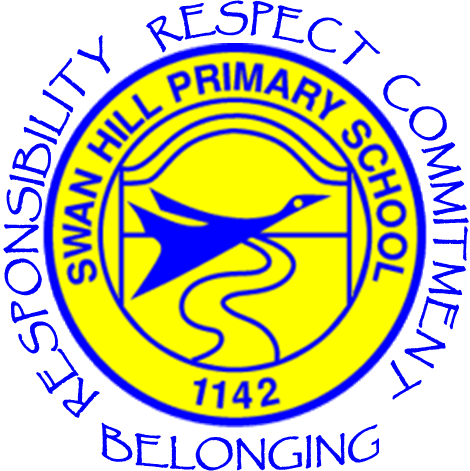 RESPONSIBILITY RESPECT COMMITMENT
SWAN HILL PRIMARY SCHOOL
1142
BELONGING